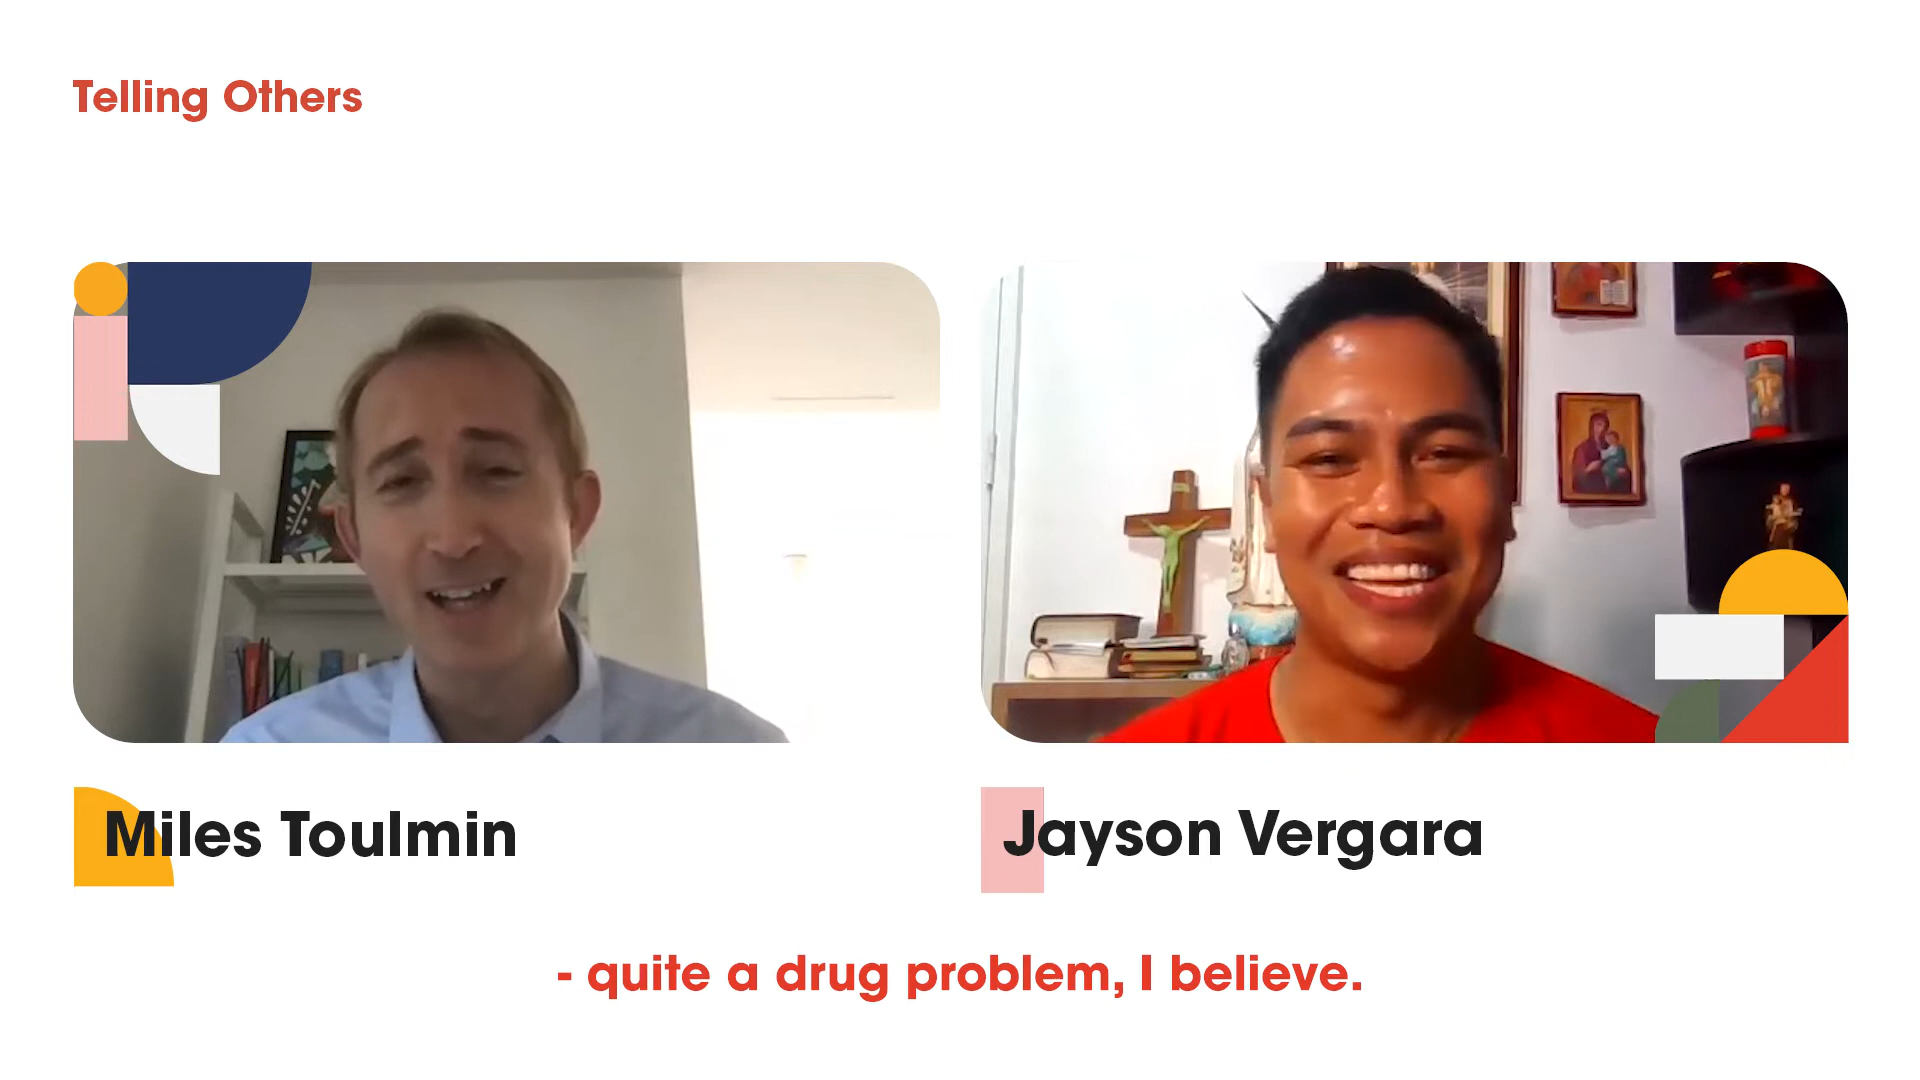 Telling Others
Miles Toulmin
Jayson Vergara
- quite a drug problem, I believe.